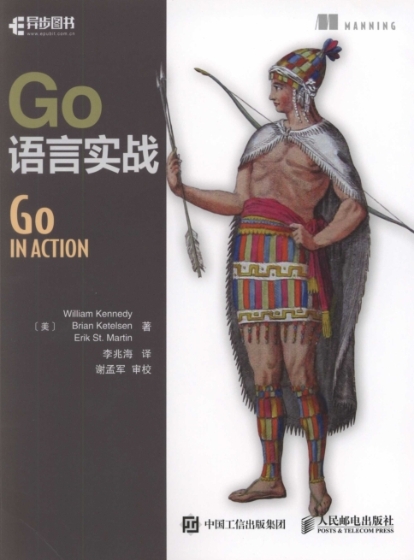 异步图书
www.epubit.com.cn
MANNING
Go
语言实战
Go
IN ACTION
William Kennedy
〔美〕 Brian Ketelsen 著
Erik St. Martin
李兆海 译
谢孟军 审校
中国工信出版集团
人民邮电出版社
POSTS & TELECOM PRESS